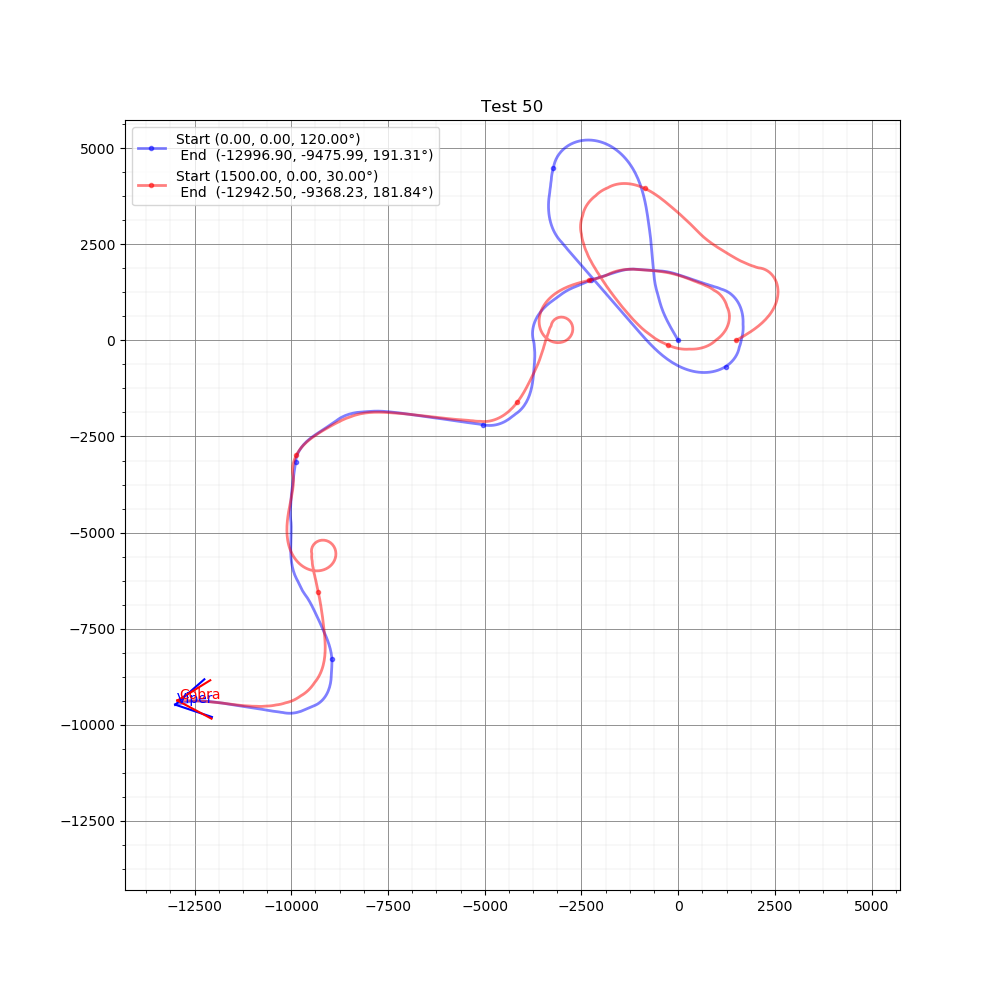 Test 50
Start (0.00, 0.00, 120.00°)
End (-12996.90, -9475.99, 191.31°)
Start (1500.00, 0.00, 30.00°)
End (-12942.50, -9368.23, 181.84°)
5000
2500
0
−2500
−5000
−7500
−10000
−12500
Cobra
Viper
−12500 −10000 −7500 −5000 −2500 0 2500 5000